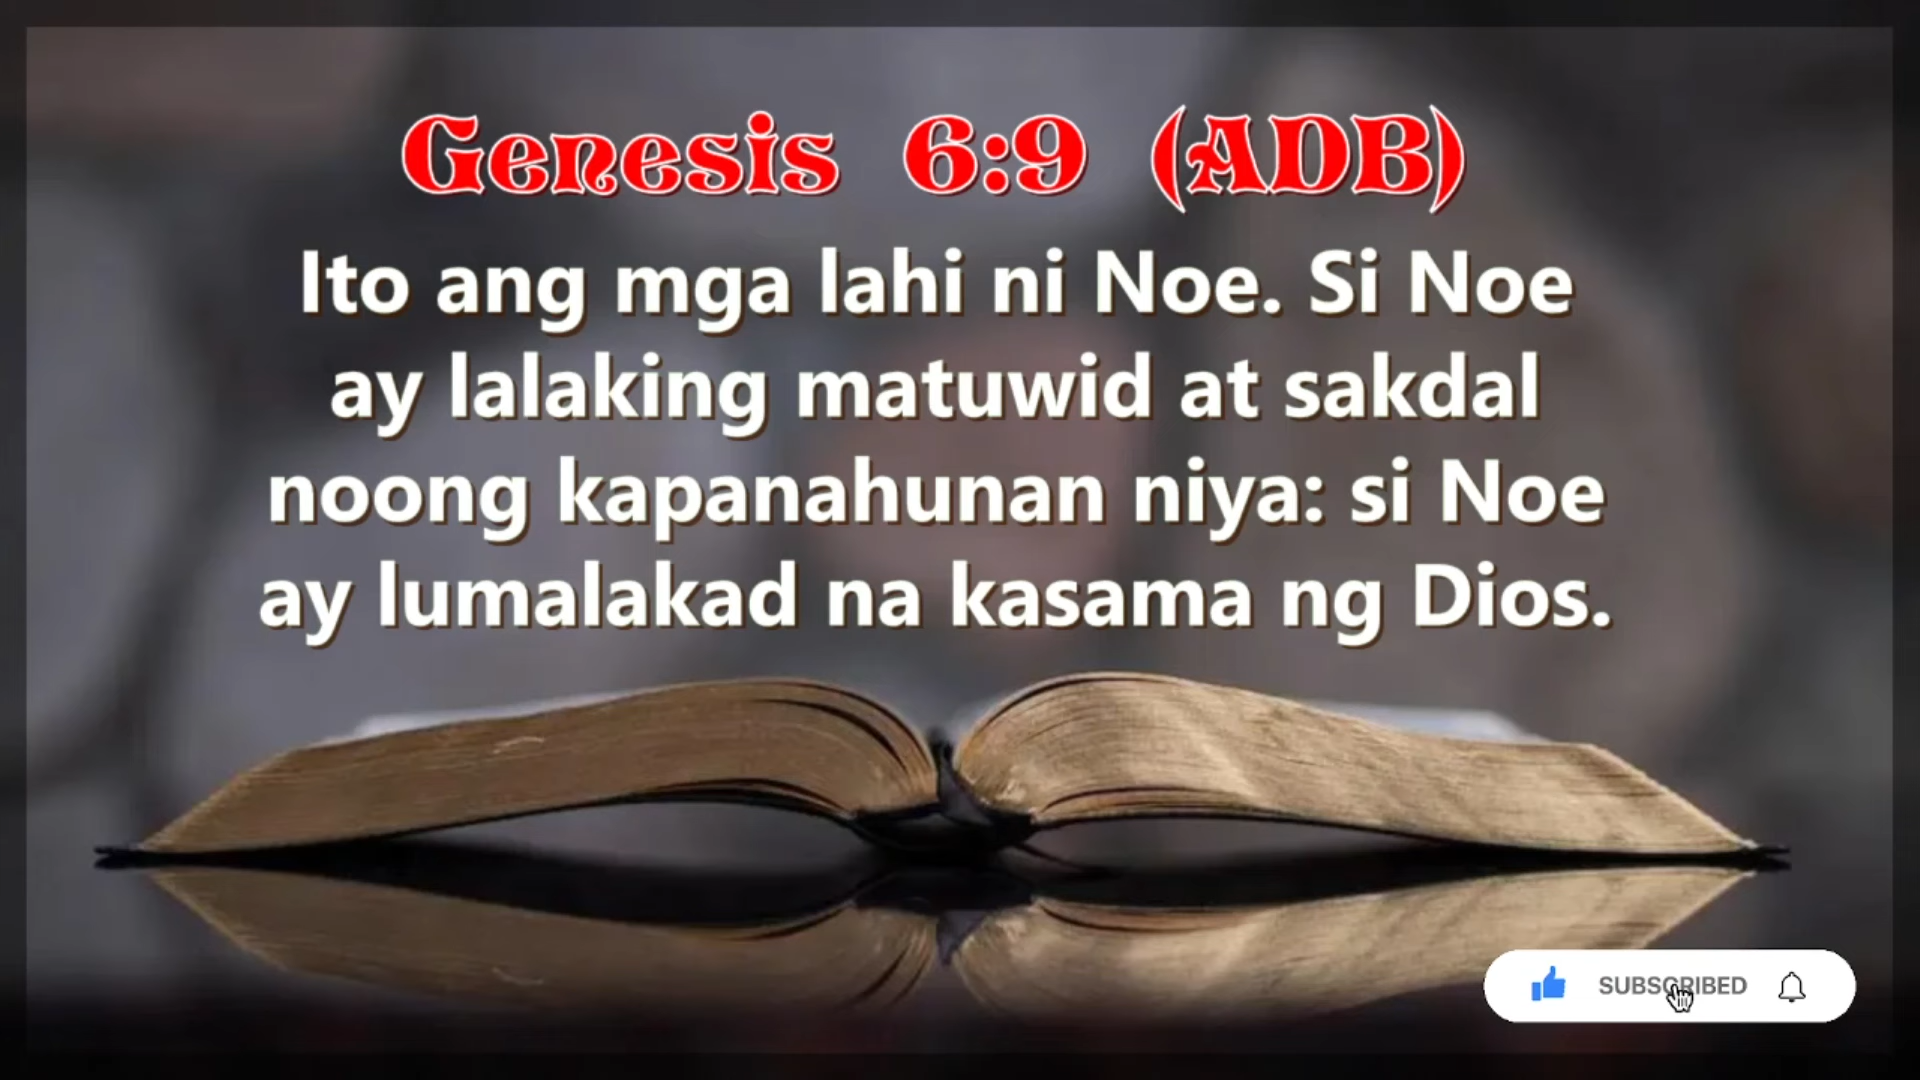 Genesis 6:9 (ADB)
Ito ang mga lahi ni Noe. Si Noe
ay lalaking matuwid at sakdal
noong kapanahunan niya: si Noe
ay lumalakad na kasama ng Dios.
SUBSCRIBED